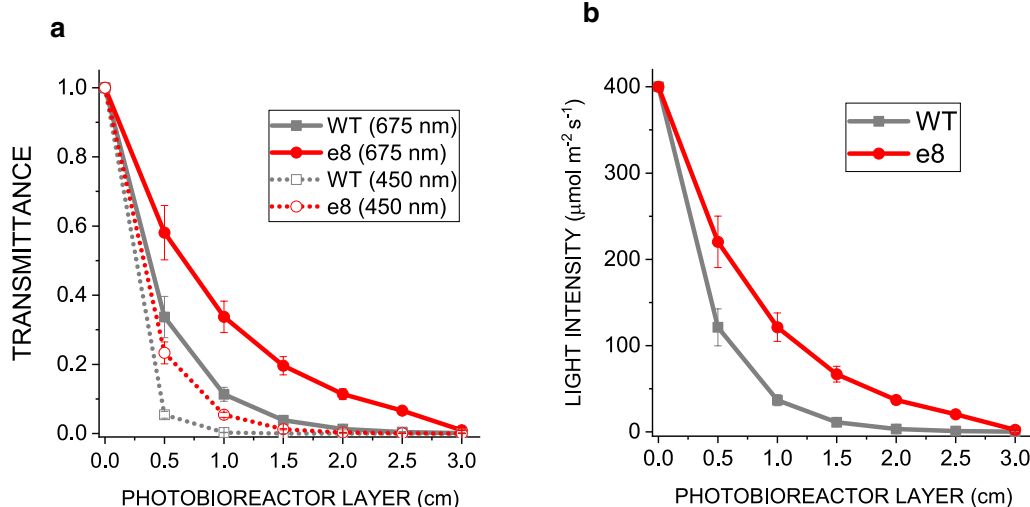 a
TRANSMITTANCE
1.0
0.8
0.6
0.4
0.2
0.0
WT (675 nm)
e8 (675 nm)
WT (450 nm)
e8 (450 nm)
0.0 0.5 1.0 1.5 2.0 2.5 3.0
PHOTOBIOREACTOR LAYER (cm)
b
LIGHT INTENSITY (μmol m⁻² s⁻¹)
400
300
200
100
0
WT
e8
0.0 0.5 1.0 1.5 2.0 2.5 3.0
PHOTOBIOREACTOR LAYER (cm)